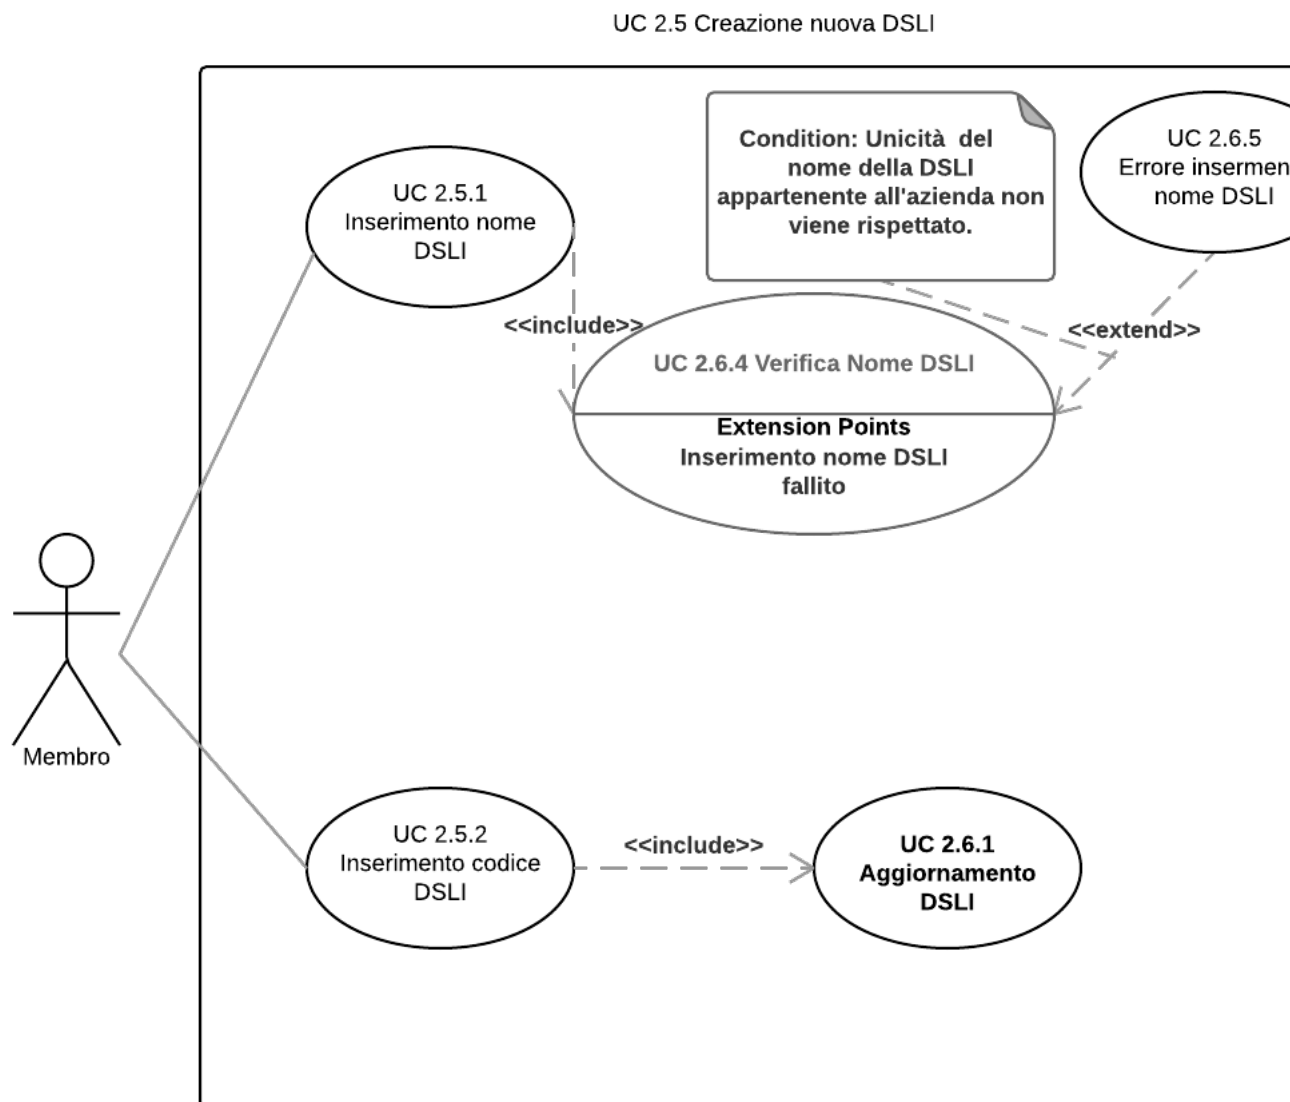 UC 2.5 Creazione nuova DSLI
Condition: Unicità del
nome della DSLI
appartenente all'azienda non
viene rispettato.
UC 2.6.5
Errore insermen
nome DSLI
UC 2.5.1
Inserimento nome
DSLI
<<include>>
<<extend>>
UC 2.6.4 Verifica Nome DSLI
Extension Points
Inserimento nome DSLI
fallito
Membro
UC 2.5.2
Inserimento codice
DSLI
<<include>>
UC 2.6.1
Aggiornamento
DSLI